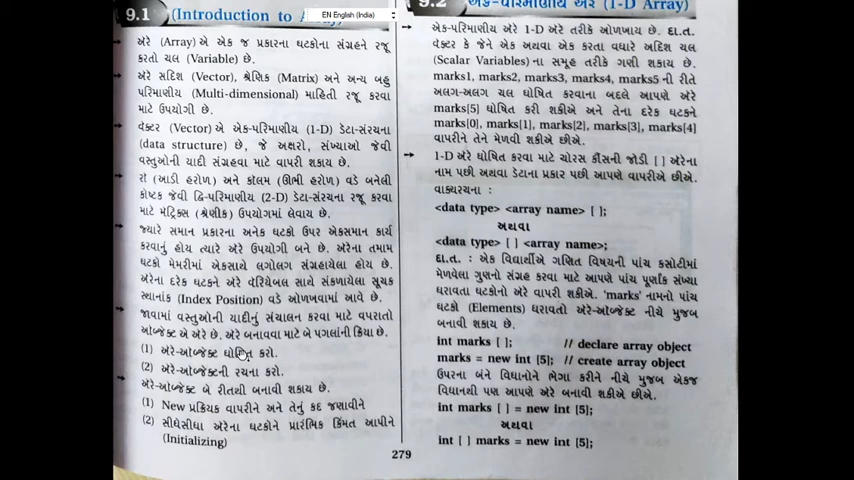 9.1 (Introduction to
EN English (India)
અરે (Array) એ એક જ પ્રકારના ઘટકોના સંગ્રહને રજૂ
કરતો ચલ (Variable) છે.
અરે સદિશ (Vector), શ્રેણિક (Matrix) અને અન્ય બહુ
પરિમાણીય (Multi-dimensional) માહિતી રજૂ કરવા
માટે ઉપયોગી છે.
વેક્ટર (Vector) એ એક-પરિમાણીય (1-D) ડેટા-સંરચના
(data structure) છે, જે અક્ષરો, સંખ્યાઓ જેવી
વસ્તુઓની યાદી સંગ્રહવા માટે વાપરી શકાય છે.
રૉ (આડી હરોળ) અને કૉલમ (ઊભી હરોળ) વડે બનેલી
કોષ્ટક જેવી દ્વિ-પરિમાણીય (2-D) ડેટા-સંરચના રજૂ કરવા
માટે મૅટ્રિક્સ (શ્રેણીક) ઉપયોગમાં લેવાય છે.
જ્યારે સમાન પ્રકારના અનેક ઘટકો ઉપર એકસમાન કાર્ય
કરવાનું હોય ત્યારે અરે ઉપયોગી બને છે. અરેના તમામ
ઘટકો મેમરીમાં એકસાથે લગોલગ સંગ્રહાયેલા હોય છે.
અરેના દરેક ઘટકને અરે વૅરિયેબલ સાથે સંકળાયેલા સૂચક
સ્થાનાંક (Index Position) વડે ઓળખવામાં આવે છે.
જાવામાં વસ્તુઓની યાદીનું સંચાલન કરવા માટે વપરાતો
ઑબ્જેક્ટ એ અરે છે. અરે બનાવવા માટે બે પગલાંની ક્રિયા છે.
(1) અરે-ઑબ્જેક્ટ ઘોષિત કરો.
(2) અરે-ઑબ્જેક્ટની રચના કરો.
અરે-ઑબ્જેક્ટ બે રીતથી બનાવી શકાય છે.
(1) New પ્રક્રિયક વાપરીને અને તેનું કદ જણાવીને
(2) સીધેસીધા અરેના ઘટકોને પ્રારંભિક કિંમત આપીને
(Initializing)
9.2 એક-પરિમાણીય અરે (1-D Array)
એક-પરિમાણીય અરે 1-D અરે તરીકે ઓળખાય છે. દા.ત.
વેક્ટર કે જેને એક અથવા એક કરતા વધારે અદિશ ચલ
(Scalar Variables) ના સમૂહ તરીકે ગણી શકાય છે.
marks1, marks2, marks3, marks4, marks5 ની રીતે
અલગ-અલગ ચલ ઘોષિત કરવાના બદલે આપણે અરે
marks[5] ઘોષિત કરી શકીએ અને તેના દરેક ઘટકને
marks[0], marks[1], marks[2], marks[3], marks[4]
વાપરીને તેને મેળવી શકીએ છીએ.
1-D અરે ઘોષિત કરવા માટે ચોરસ કૌંસની જોડી [ ] અરેના
નામ પછી અથવા ડેટાના પ્રકાર પછી આપણે વાપરીએ છીએ.
વાક્યરચના :
<data type> <array name> [ ];
અથવા
<data type> [ ] <array name>;
દા.ત. : એક વિદ્યાર્થીએ ગણિત વિષયની પાંચ કસોટીમાં
મેળવેલા ગુણનો સંગ્રહ કરવા માટે આપણે પાંચ પૂર્ણાંક સંખ્યા
ધરાવતા ઘટકોનો અરે વાપરી શકીએ. 'marks' નામનો પાંચ
ઘટકો (Elements) ધરાવતો અરે-ઑબ્જેક્ટ નીચે મુજબ
બનાવી શકાય છે.
int marks [ ]; // declare array object
marks = new int [5]; // create array object
ઉપરના બંને વિધાનોને ભેગા કરીને નીચે મુજબ એકજ
વિધાનથી પણ આપણે અરે બનાવી શકીએ છીએ.
int marks [ ] = new int [5];
અથવા
int [ ] marks = new int [5];
279